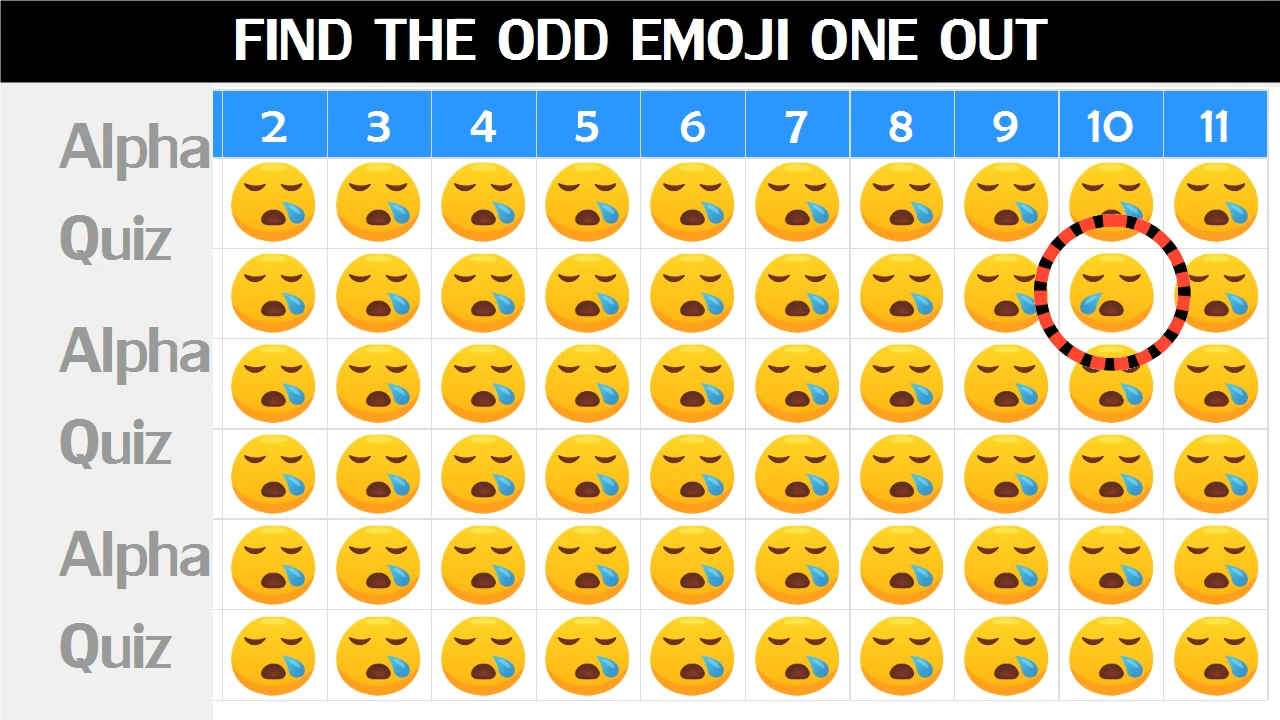 FIND THE ODD EMOJI ONE OUT
2 3 4 5 6 7 8 9 10 11
Alpha
Quiz
Alpha
Quiz
Alpha
Quiz